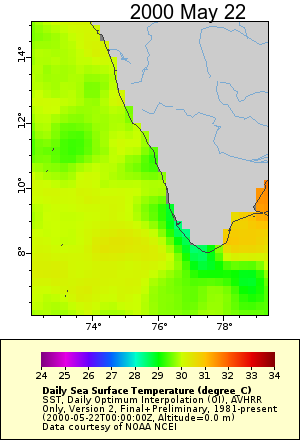 2000 May 22
14°
12°
10°
8°
74° 76° 78°
24 25 26 27 28 29 30 31 32 33 34
Daily Sea Surface Temperature (degree_C)
SST, Daily Optimum Interpolation (OI), AVHRR
Only, Version 2, Final+Preliminary, 1981-present
(2000-05-22T00:00:00Z, Altitude=0.0 m)
Data courtesy of NOAA NCEI